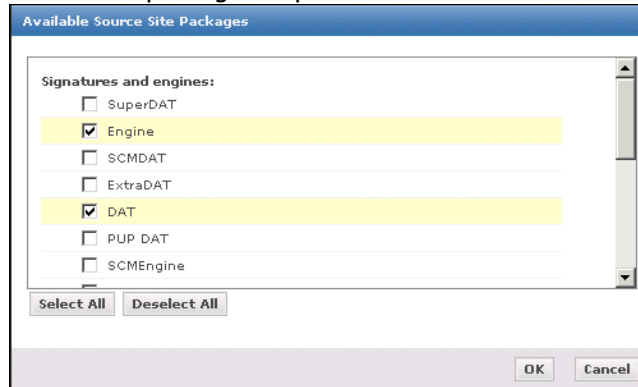 Available Source Site Packages
Signatures and engines:
SuperDAT
Engine
SCMDAT
ExtraDAT
DAT
PUP DAT
SCMEngine
Select All Deselect All
OK Cancel